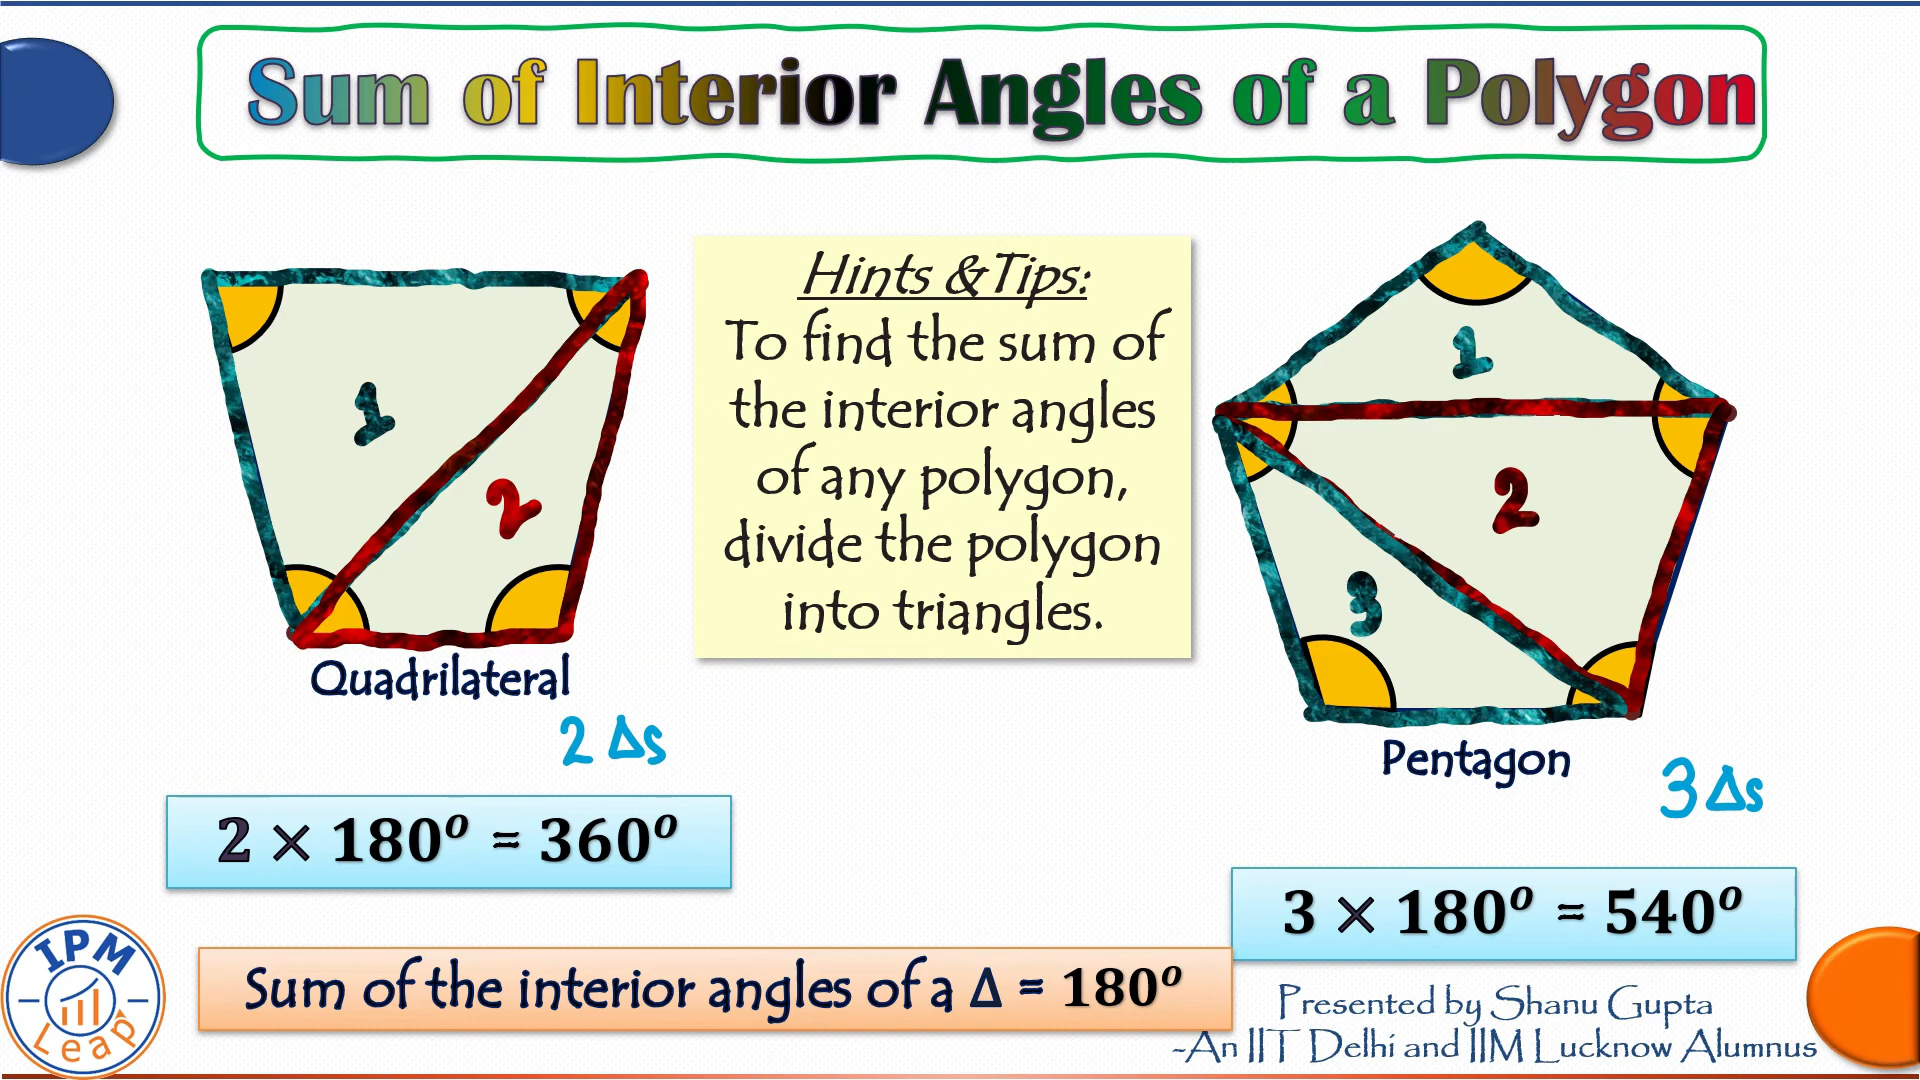 Sum of Interior Angles of a Polygon
Hints &Tips:
To find the sum of
the interior angles
of any polygon,
divide the polygon
into triangles.
1
2
1
2
3
Quadrilateral
2 Δs
Pentagon
3 Δs
2 × 180° = 360°
3 × 180° = 540°
Sum of the interior angles of a Δ = 180°
IPM
Leap
Presented by Shanu Gupta
-An IIT Delhi and IIM Lucknow Alumnus